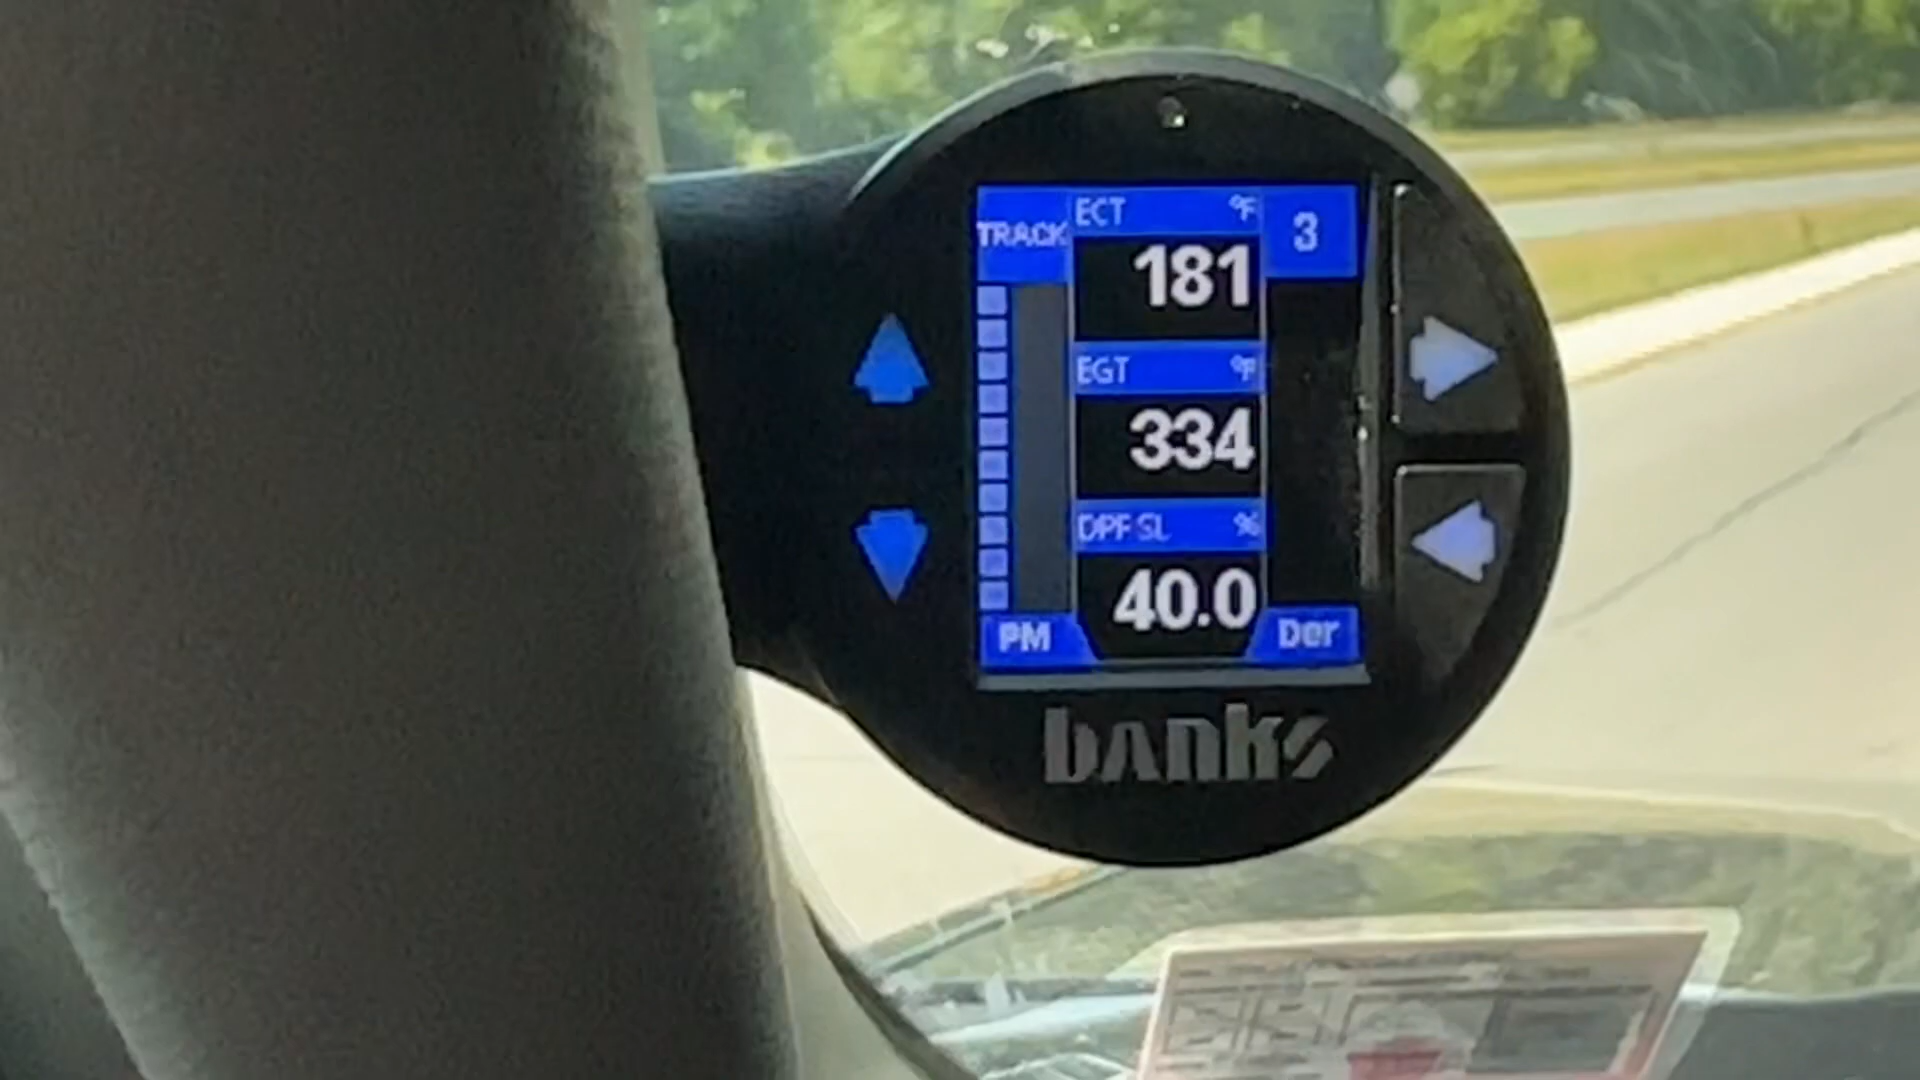 TRACK
ECT °F
3
181
EGT °F
334
DPF SL %
40.0
PM
Der
banks